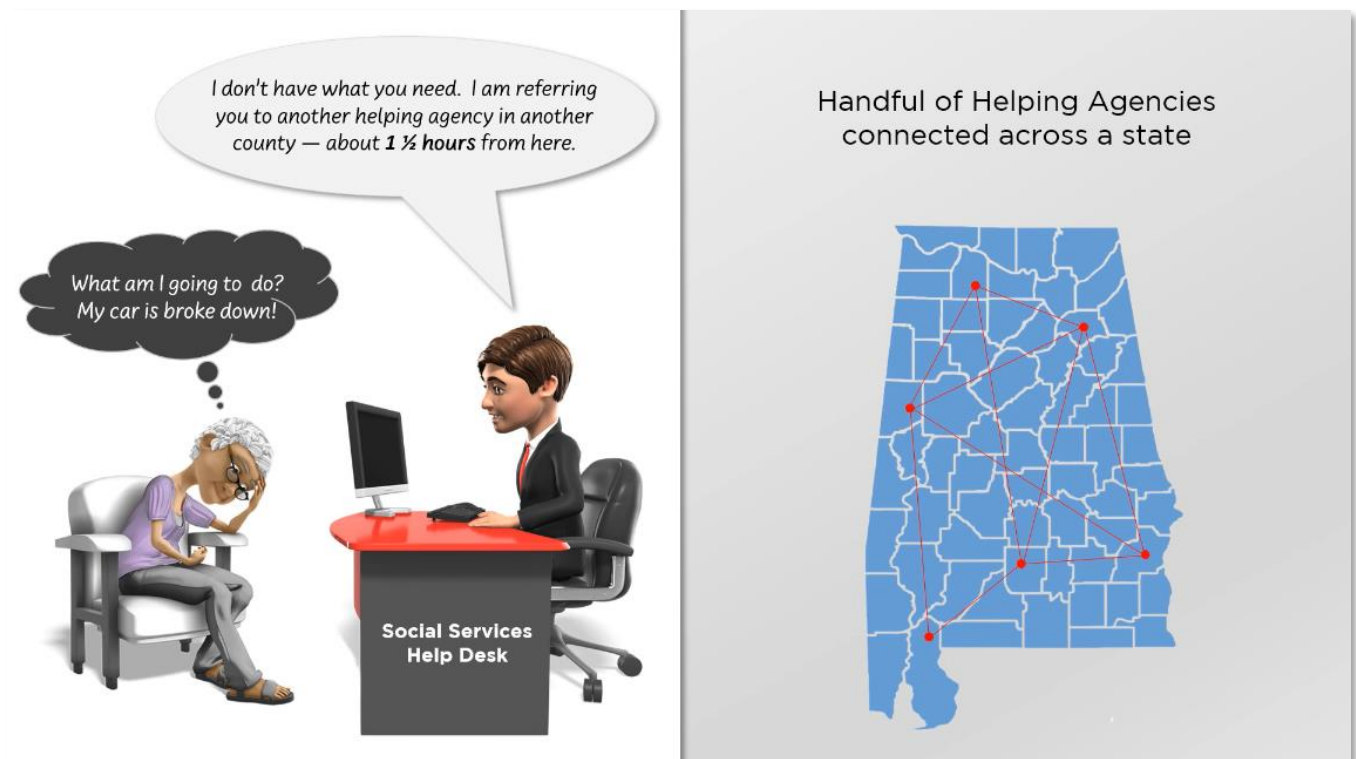 I don't have what you need. I am referring
you to another helping agency in another
county — about 1 ½ hours from here.
What am I going to do?
My car is broke down!
Social Services
Help Desk
Handful of Helping Agencies
connected across a state